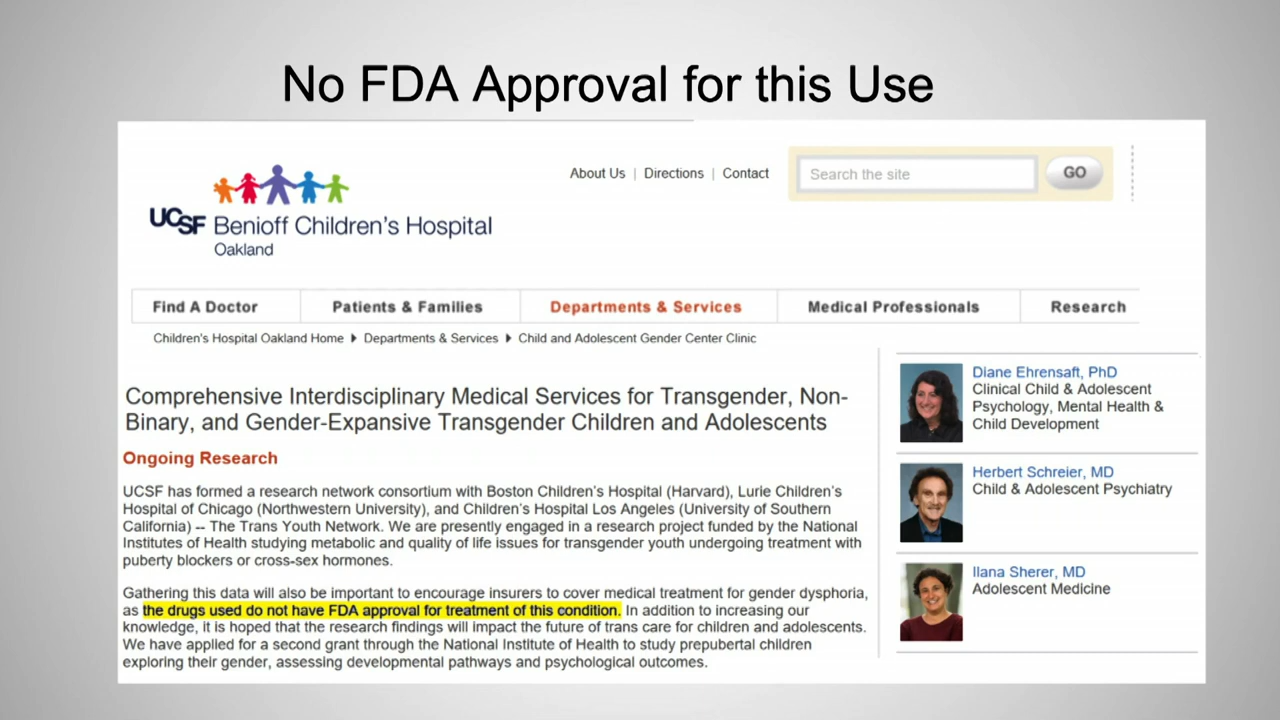 No FDA Approval for this Use
About Us | Directions | Contact
Search the site
GO
UCSF Benioff Children's Hospital
Oakland
Find A Doctor
Patients & Families
Departments & Services
Medical Professionals
Research
Children's Hospital Oakland Home ▶ Departments & Services ▶ Child and Adolescent Gender Center Clinic
Comprehensive Interdisciplinary Medical Services for Transgender, Non-
Binary, and Gender-Expansive Transgender Children and Adolescents
Ongoing Research
UCSF has formed a research network consortium with Boston Children's Hospital (Harvard), Lurie Children's
Hospital of Chicago (Northwestern University), and Children's Hospital Los Angeles (University of Southern
California) -- The Trans Youth Network. We are presently engaged in a research project funded by the National
Institutes of Health studying metabolic and quality of life issues for transgender youth undergoing treatment with
puberty blockers or cross-sex hormones.
Gathering this data will also be important to encourage insurers to cover medical treatment for gender dysphoria,
as the drugs used do not have FDA approval for treatment of this condition. In addition to increasing our
knowledge, it is hoped that the research findings will impact the future of trans care for children and adolescents.
We have applied for a second grant through the National Institute of Health to study prepubertal children
exploring their gender, assessing developmental pathways and psychological outcomes.
Diane Ehrensaft, PhD
Clinical Child & Adolescent
Psychology, Mental Health &
Child Development
Herbert Schreier, MD
Child & Adolescent Psychiatry
Ilana Sherer, MD
Adolescent Medicine